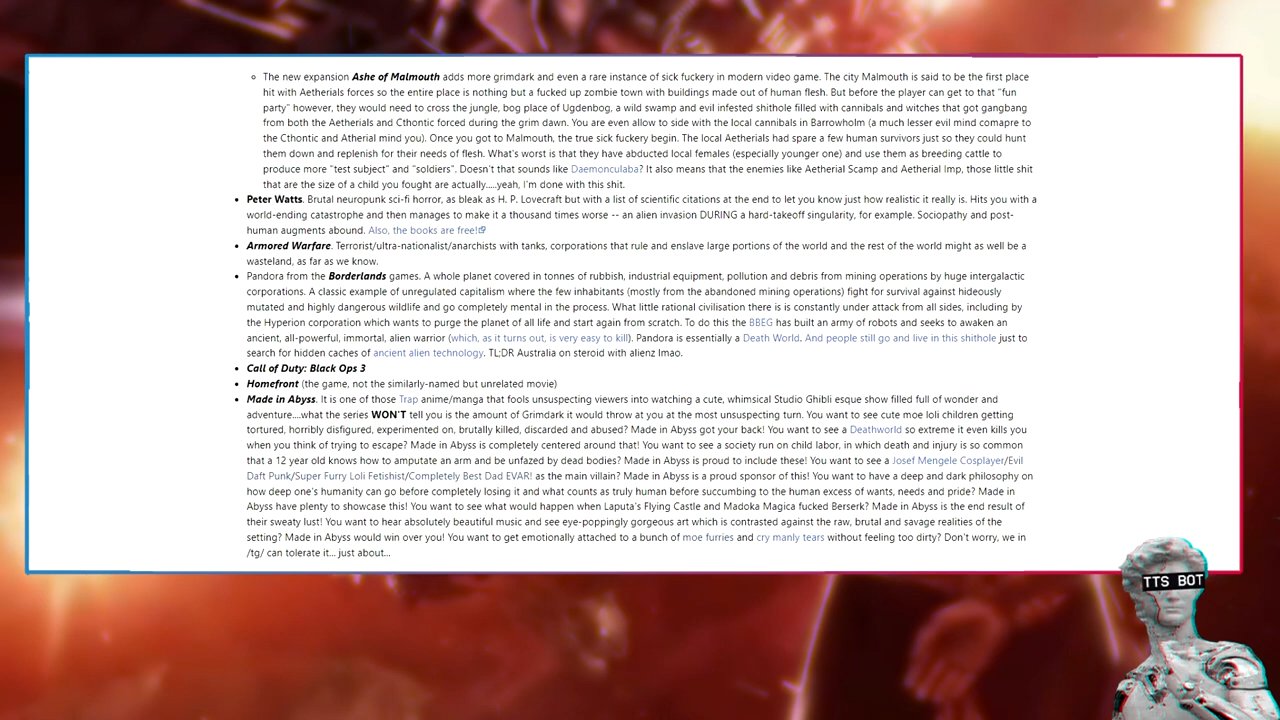 The new expansion Ashe of Malmouth adds more grimdark and even a rare instance of sick fuckery in modern video game. The city Malmouth is said to be the first place
hit with Aetherials forces so the entire place is nothing but a fucked up zombie town with buildings made out of human flesh. But before the player can get to that "fun
party" however, they would need to cross the jungle, bog place of Ugdenbog, a wild swamp and evil infested shithole filled with cannibals and witches that got gangbang
from both the Aetherials and Chtonic forced during the grim dawn. You are even allow to side with the local cannibals in Barrowholm (a much lesser evil mind comapre to
the Cthontic and Atherial mind you). Once you got to Malmouth, the true sick fuckery begin. The local Aetherials had spare a few human survivors just so they could hunt
them down and replenish for their needs of flesh. What's worst is that they have abducted local females (especially younger one) and use them as breeding cattle to
produce more "test subject" and "soldiers". Doesn't that sounds like Daemonculaba? It also means that the enemies like Aetherial Scamp and Aetherial Imp, those little shit
that are the size of a child you fought are actually.....yeah, I'm done with this shit.
Peter Watts. Brutal neuropunk sci-fi horror, as bleak as H. P. Lovecraft but with a list of scientific citations at the end to let you know just how realistic it really is. Hits you with a
world-ending catastrophe and then manages to make it a thousand times worse -- an alien invasion DURING a hard-takeoff singularity, for example. Sociopathy and post-
human augments abound. Also, the books are free!
Armored Warfare. Terrorist/ultra-nationalist/anarchists with tanks, corporations that rule and enslave large portions of the world and the rest of the world might as well be a
wasteland, as far as we know.
Pandora from the Borderlands games. A whole planet covered in tonnes of rubbish, industrial equipment, pollution and debris from mining operations by huge intergalactic
corporations. A classic example of unregulated capitalism where the few inhabitants (mostly from the abandoned mining operations) fight for survival against hideously
mutated and highly dangerous wildlife and go completely mental in the process. What little rational civilisation there is is constantly under attack from all sides, including by
the Hyperion corporation which wants to purge the planet of all life and start again from scratch. To do this the BBEG has built an army of robots and seeks to awaken an
ancient, all-powerful, immortal, alien warrior (which, as it turns out, is very easy to kill). Pandora is essentially a Death World. And people still go and live in this shithole just to
search for hidden caches of ancient alien technology. TL;DR Australia on steroid with alienz lmao.
Call of Duty: Black Ops 3
Homefront (the game, not the similarly-named but unrelated movie)
Made in Abyss. It is one of those Trap anime/manga that fools unsuspecting viewers into watching a cute, whimsical Studio Ghibli esque show filled full of wonder and
adventure....what the series WON'T tell you is the amount of Grimdark it would throw at you at the most unsuspecting turn. You want to see cute moe loli children getting
tortured, horribly disfigured, experimented on, brutally killed, discarded and abused? Made in Abyss got your back! You want to see a Deathworld so extreme it even kills you
when you think of trying to escape? Made in Abyss is completely centered around that! You want to see a society run on child labor, in which death and injury is so common
that a 12 year old knows how to amputate an arm and be unfazed by dead bodies? Made in Abyss is proud to include these! You want to see a Josef Mengele Cosplayer/Evil
Daft Punk/Super Furry Loli Fetishist/Completely Best Dad EVAR! as the main villain? Made in Abyss is a proud sponsor of this! You want to have a deep and dark philosophy on
how deep one's humanity can go before completely losing it and what counts as truly human before succumbing to the human excess of wants, needs and pride? Made in
Abyss have plenty to showcase this! You want to see what would happen when Laputa's Flying Castle and Madoka Magica fucked Berserk? Made in Abyss is the end result of
their sweaty lust! You want to hear absolutely beautiful music and see eye-poppingly gorgeous art which is contrasted against the raw, brutal and savage realities of the
setting? Made in Abyss would win over you! You want to get emotionally attached to a bunch of moe furries and cry manly tears without feeling too dirty? Don't worry, we in
/tg/ can tolerate it... just about...
TTS BOT